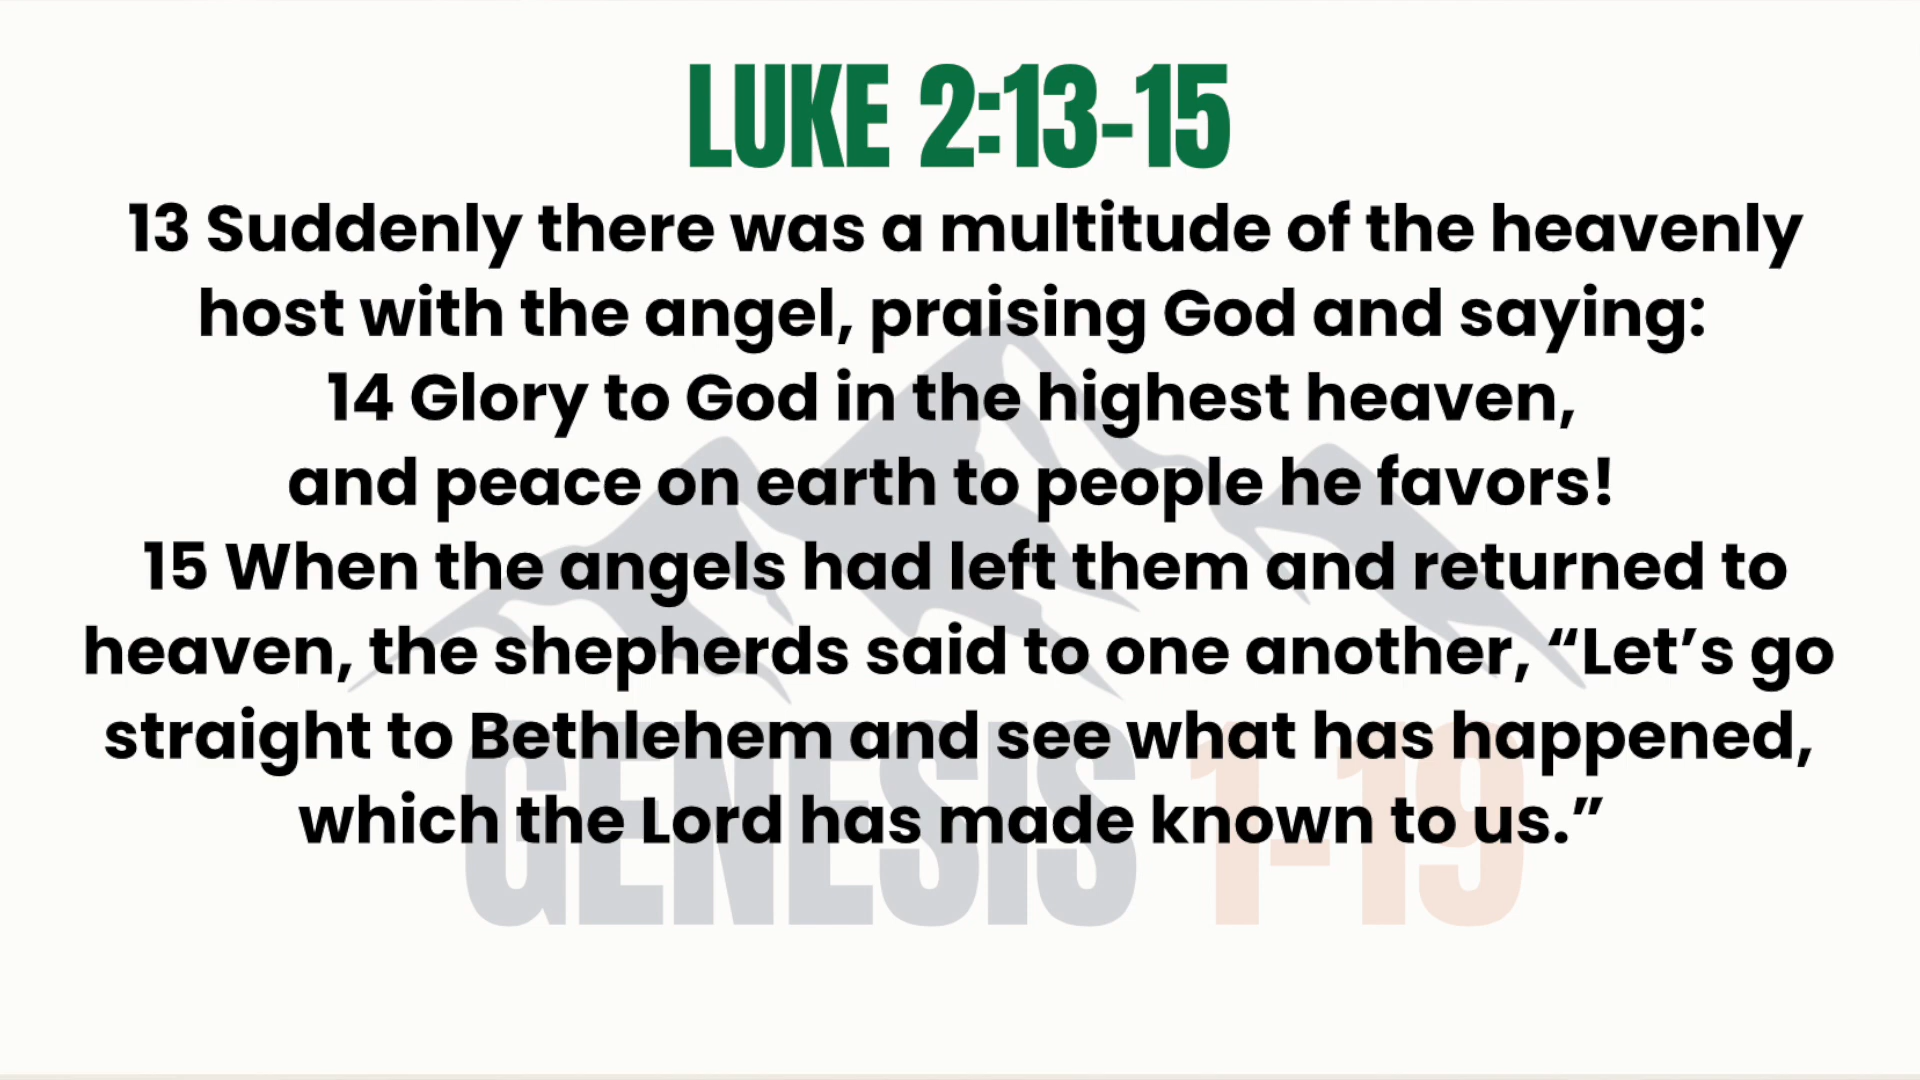 LUKE 2:13-15
13 Suddenly there was a multitude of the heavenly
host with the angel, praising God and saying:
14 Glory to God in the highest heaven,
and peace on earth to people he favors!
15 When the angels had left them and returned to
heaven, the shepherds said to one another, “Let’s go
straight to Bethlehem and see what has happened,
which the Lord has made known to us.”
GENESIS 1-19